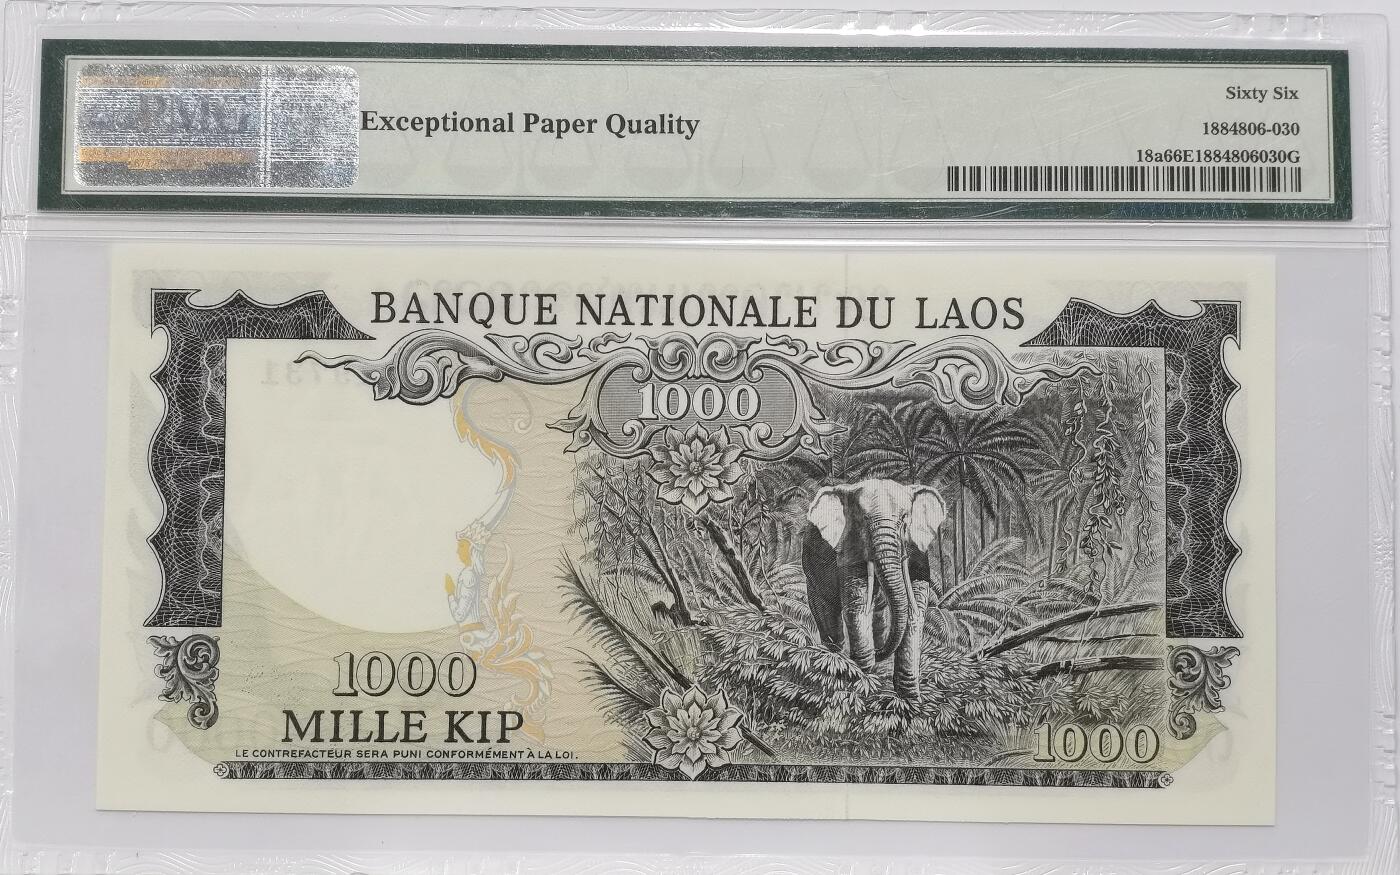 PMG
Exceptional Paper Quality
Sixty Six
1884806-030
18a66E1884806030G
BANQUE NATIONALE DU LAOS
1000
1000
MILLE KIP
LE CONTREFACTEUR SERA PUNI CONFORMÉMENT À LA LOI.
1000